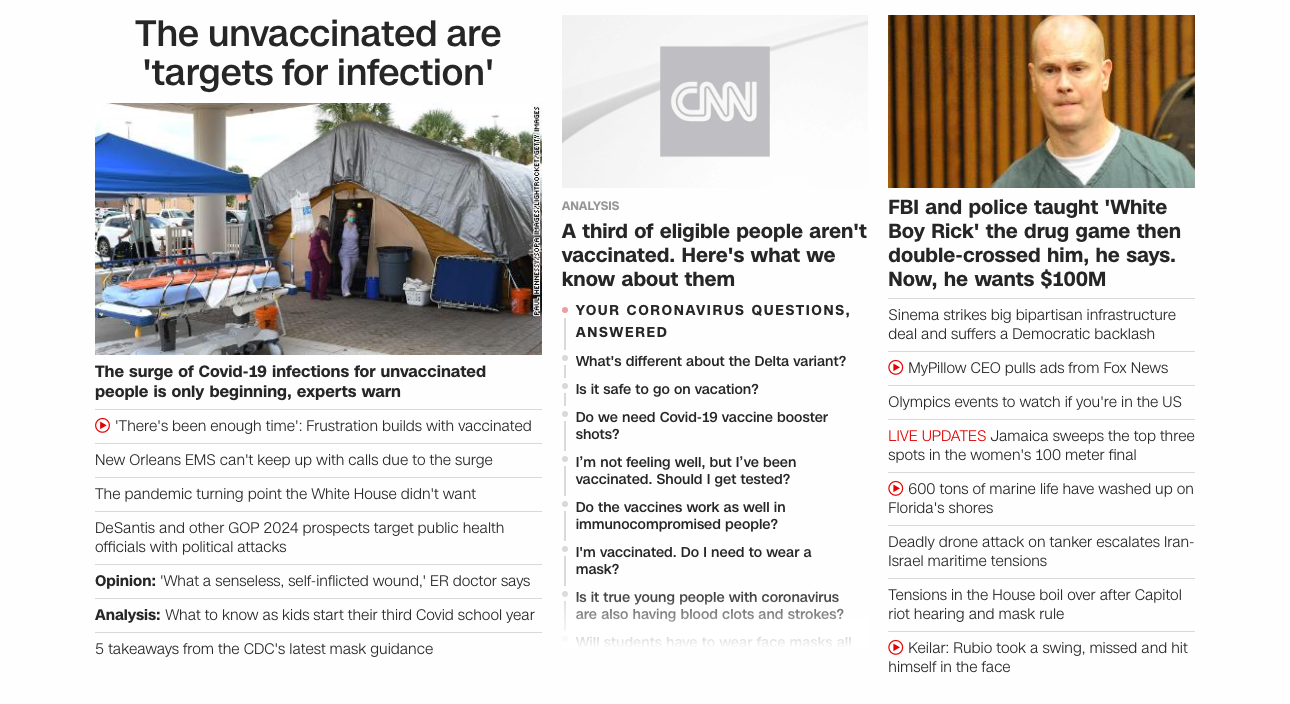 The unvaccinated are
'targets for infection'
PAUL HENNESSY/SOPA IMAGES/LIGHTROCKET/GETTY IMAGES
The surge of Covid-19 infections for unvaccinated
people is only beginning, experts warn
'There's been enough time': Frustration builds with vaccinated
New Orleans EMS can't keep up with calls due to the surge
The pandemic turning point the White House didn't want
DeSantis and other GOP 2024 prospects target public health
officials with political attacks
Opinion: 'What a senseless, self-inflicted wound,' ER doctor says
Analysis: What to know as kids start their third Covid school year
5 takeaways from the CDC's latest mask guidance
CNN
ANALYSIS
A third of eligible people aren't
vaccinated. Here's what we
know about them
YOUR CORONAVIRUS QUESTIONS,
ANSWERED
What's different about the Delta variant?
Is it safe to go on vacation?
Do we need Covid-19 vaccine booster
shots?
I’m not feeling well, but I’ve been
vaccinated. Should I get tested?
Do the vaccines work as well in
immunocompromised people?
I'm vaccinated. Do I need to wear a
mask?
Is it true young people with coronavirus
are also having blood clots and strokes?
Will students have to wear face masks all
FBI and police taught 'White
Boy Rick' the drug game then
double-crossed him, he says.
Now, he wants $100M
Sinema strikes big bipartisan infrastructure
deal and suffers a Democratic backlash
MyPillow CEO pulls ads from Fox News
Olympics events to watch if you're in the US
LIVE UPDATES Jamaica sweeps the top three
spots in the women's 100 meter final
600 tons of marine life have washed up on
Florida's shores
Deadly drone attack on tanker escalates Iran-
Israel maritime tensions
Tensions in the House boil over after Capitol
riot hearing and mask rule
Keilar: Rubio took a swing, missed and hit
himself in the face